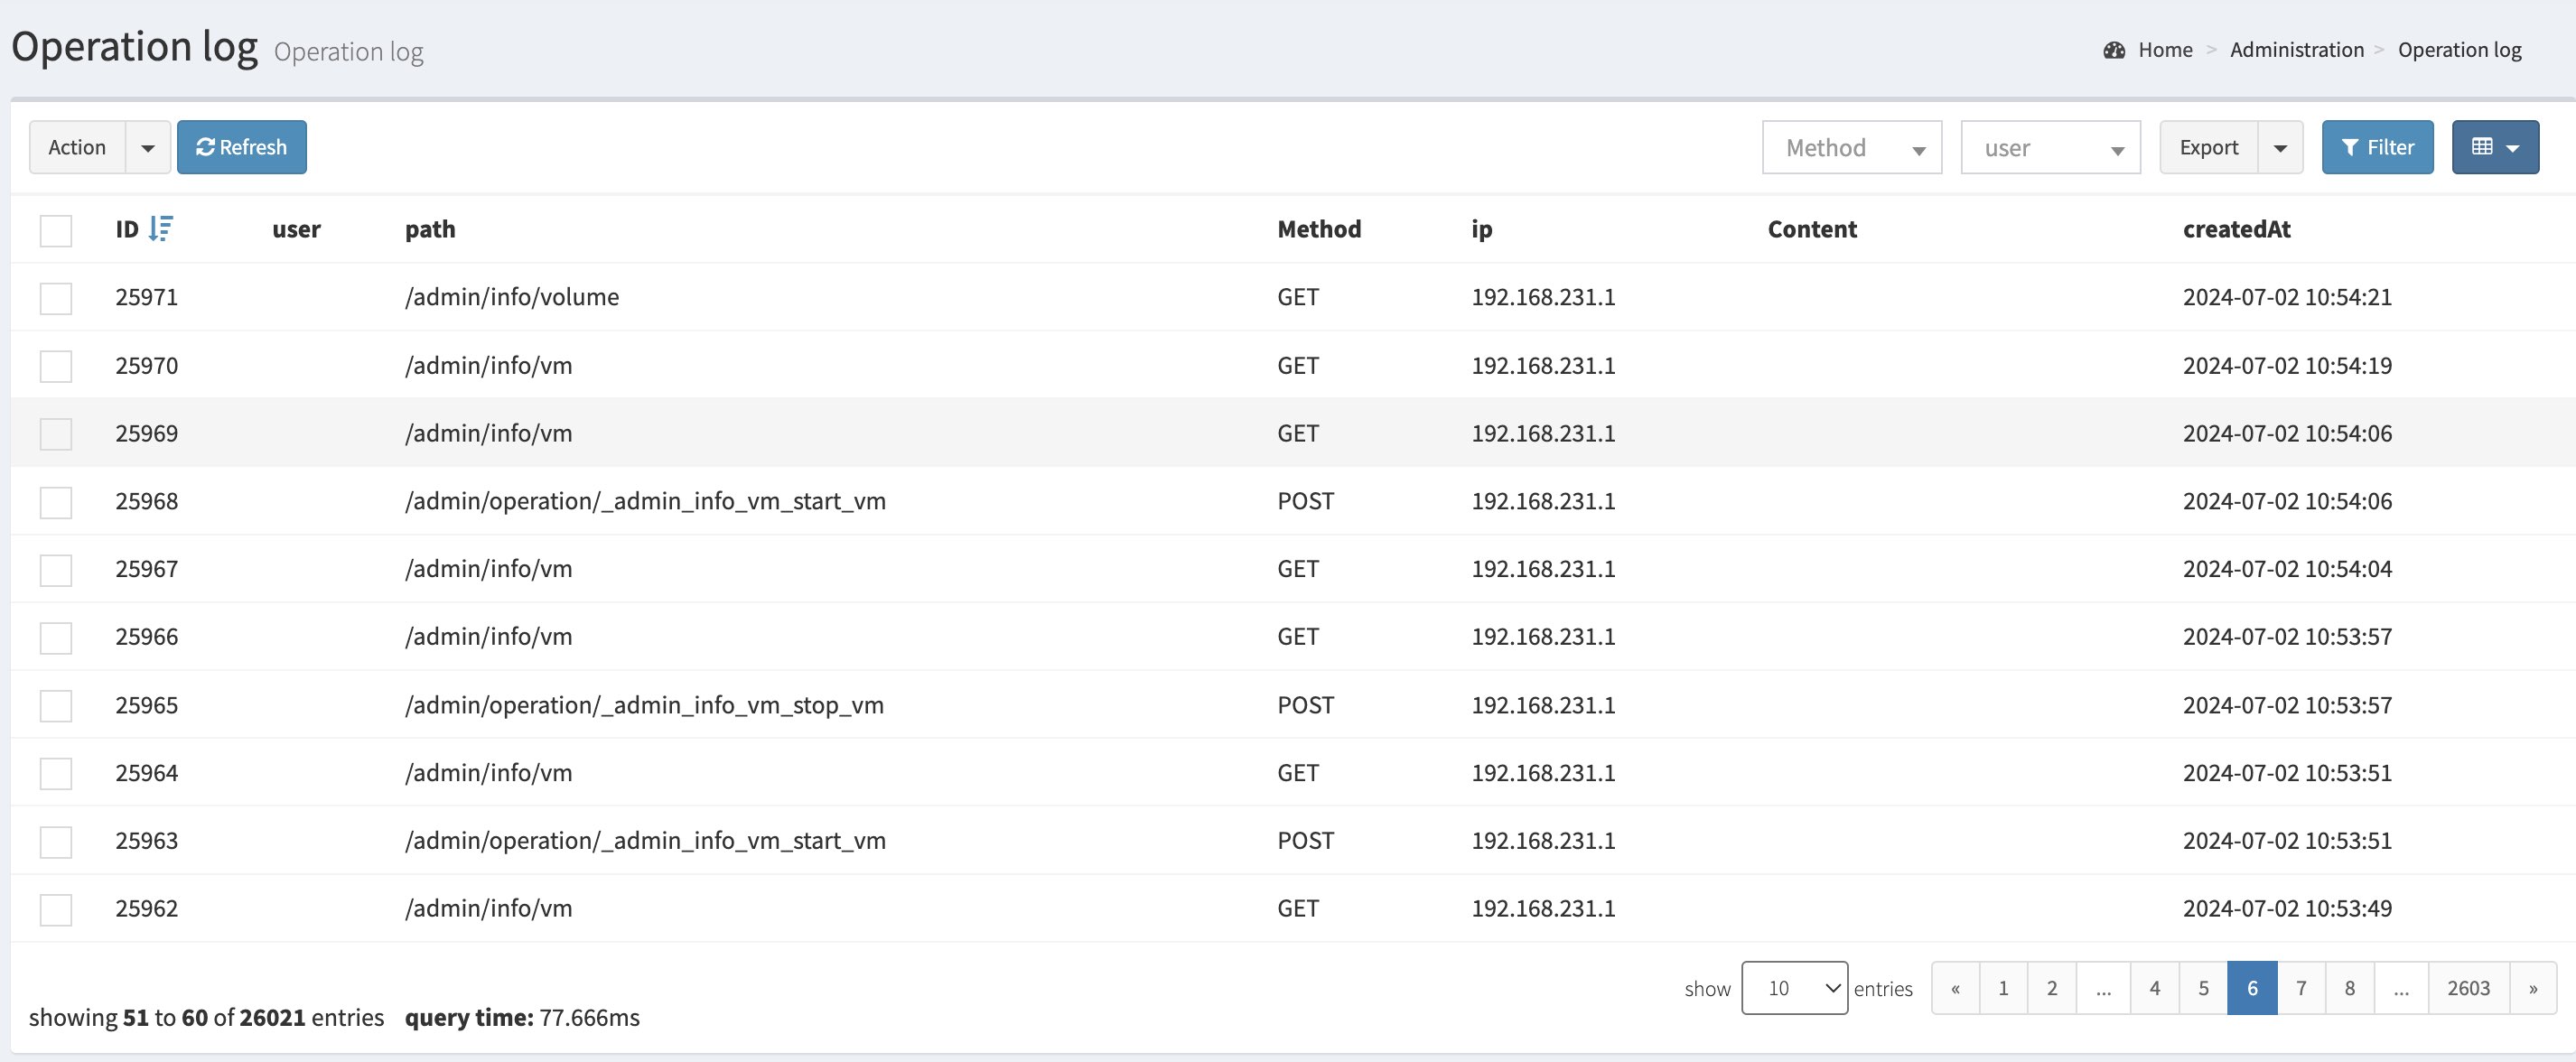 Operation log Operation log
Home > Administration > Operation log
Action Refresh Method user Export Filter
ID user path Method ip Content createdAt
25971 /admin/info/volume GET 192.168.231.1 2024-07-02 10:54:21
25970 /admin/info/vm GET 192.168.231.1 2024-07-02 10:54:19
25969 /admin/info/vm GET 192.168.231.1 2024-07-02 10:54:06
25968 /admin/operation/_admin_info_vm_start_vm POST 192.168.231.1 2024-07-02 10:54:06
25967 /admin/info/vm GET 192.168.231.1 2024-07-02 10:54:04
25966 /admin/info/vm GET 192.168.231.1 2024-07-02 10:53:57
25965 /admin/operation/_admin_info_vm_stop_vm POST 192.168.231.1 2024-07-02 10:53:57
25964 /admin/info/vm GET 192.168.231.1 2024-07-02 10:53:51
25963 /admin/operation/_admin_info_vm_start_vm POST 192.168.231.1 2024-07-02 10:53:51
25962 /admin/info/vm GET 192.168.231.1 2024-07-02 10:53:49
show 10 entries « 1 2 ... 4 5 6 7 8 ... 2603 »
showing 51 to 60 of 26021 entries query time: 77.666ms